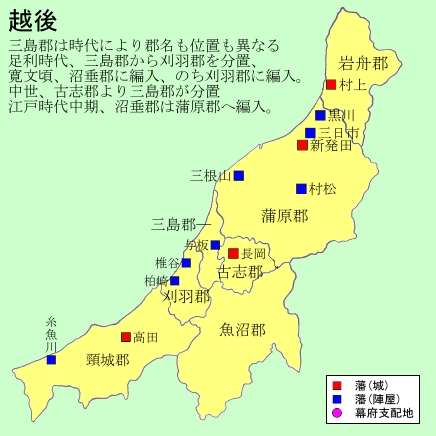 越後
三島郡は時代により郡名も位置も異なる
足利時代、三島郡から刈羽郡を分置、
寛文頃、沼垂郡に編入、のち刈羽郡に編入。
中世、古志郡より三島郡が分置
江戸時代中期、沼垂郡は蒲原郡へ編入。
岩舟郡
村上
黒川
三日市
新発田
三根山
村松
蒲原郡
三島郡
与板
長岡
古志郡
椎谷
柏崎
刈羽郡
魚沼郡
糸魚川
高田
頸城郡
藩(城)
藩(陣屋)
幕府支配地